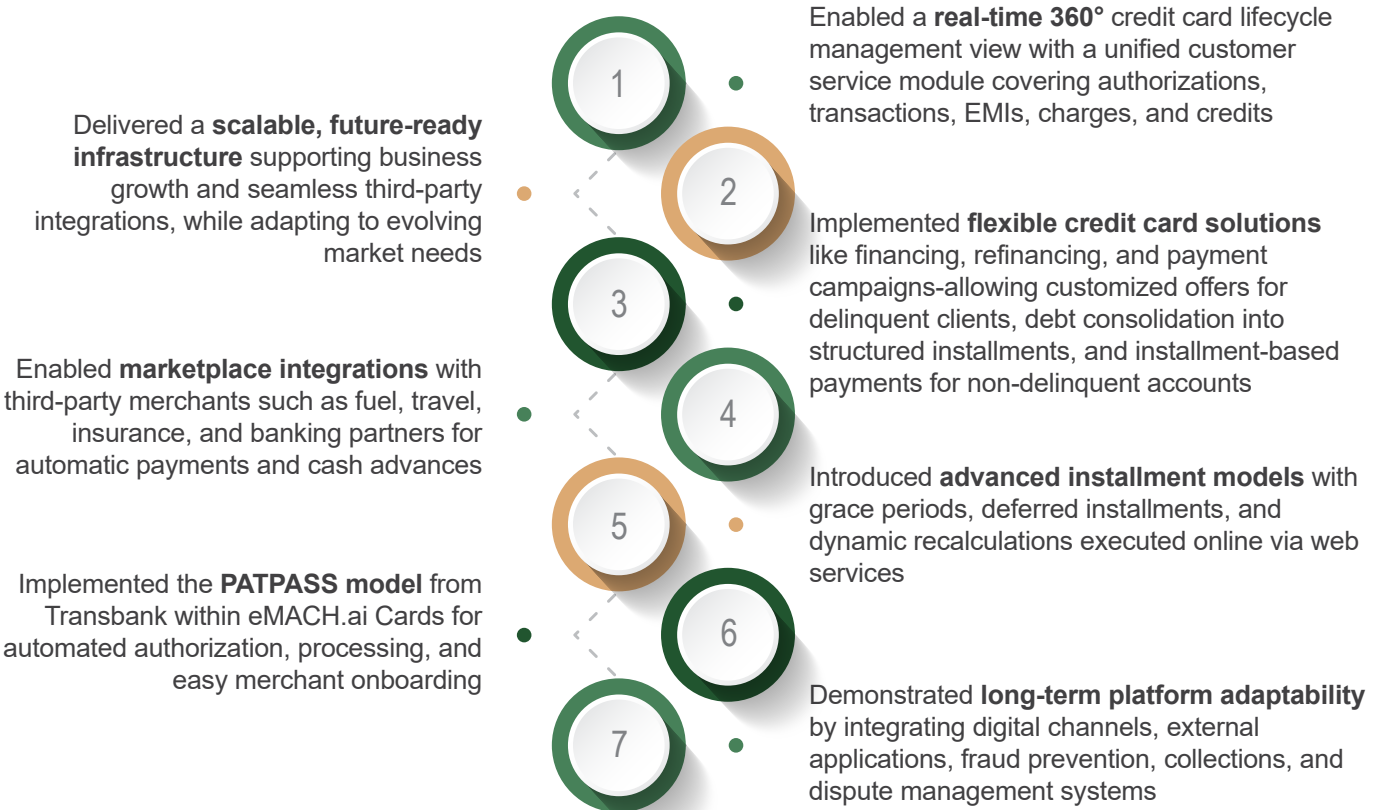 1
Enabled a real-time 360° credit card lifecycle
management view with a unified customer
service module covering authorizations,
transactions, EMIs, charges, and credits
2
Delivered a scalable, future-ready
infrastructure supporting business
growth and seamless third-party
integrations, while adapting to evolving
market needs
3
Implemented flexible credit card solutions
like financing, refinancing, and payment
campaigns-allowing customized offers for
delinquent clients, debt consolidation into
structured installments, and installment-based
payments for non-delinquent accounts
4
Enabled marketplace integrations with
third-party merchants such as fuel, travel,
insurance, and banking partners for
automatic payments and cash advances
5
Introduced advanced installment models with
grace periods, deferred installments, and
dynamic recalculations executed online via web
services
6
Implemented the PATPASS model from
Transbank within eMACH.ai Cards for
automated authorization, processing, and
easy merchant onboarding
7
Demonstrated long-term platform adaptability
by integrating digital channels, external
applications, fraud prevention, collections, and
dispute management systems